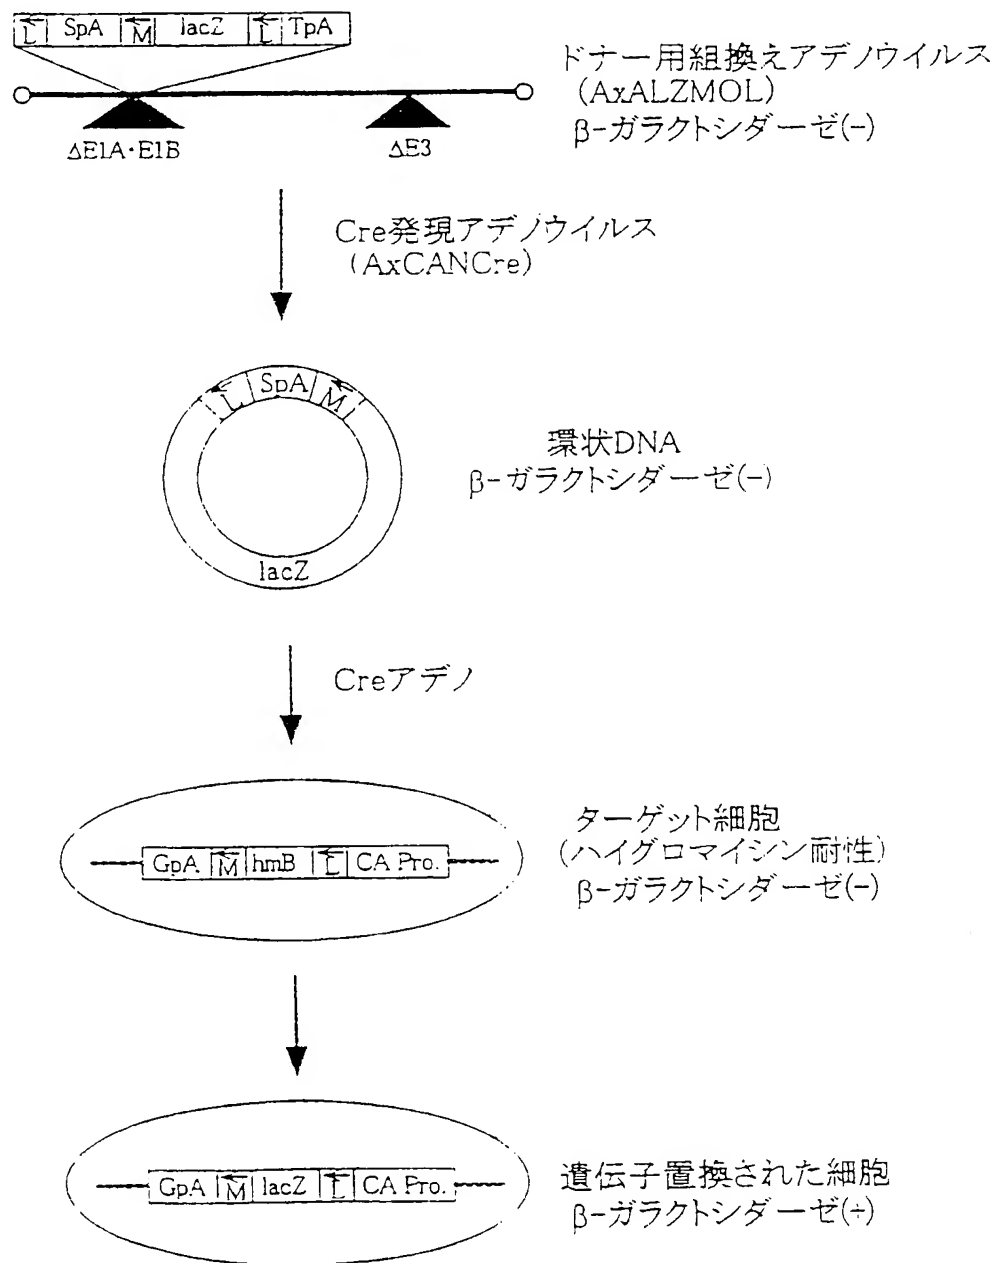 L SpA M lacZ L TpA
ドナー用組換えアデノウイルス
(AxALZMOL)
β-ガラクトシダーゼ(-)
ΔE1A·E1B
ΔE3
Cre発現アデノウイルス
(AxCANCre)
L SpA M
lacZ
環状DNA
β-ガラクトシダーゼ(-)
Creアデノ
GpA M hmB L CA Pro.
ターゲット細胞
(ハイグロマイシン耐性)
β-ガラクトシダーゼ(-)
GpA M lacZ L CA Pro.
遺伝子置換された細胞
β-ガラクトシダーゼ(+)